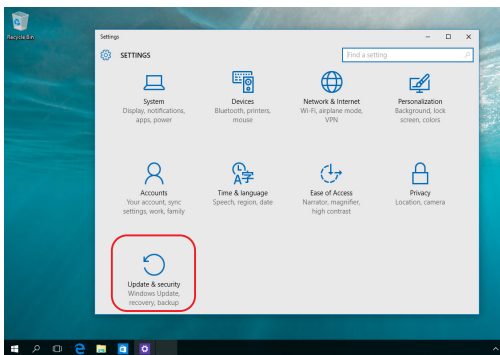 Recycle Bin
Settings
SETTINGS
Find a setting
System
Display, notifications,
apps, power
Devices
Bluetooth, printers,
mouse
Network & Internet
Wi-Fi, airplane mode,
VPN
Personalization
Background, lock
screen, colors
Accounts
Your account, sync
settings, work, family
Time & language
Speech, region, date
Ease of Access
Narrator, magnifier,
high contrast
Privacy
Location, camera
Update & security
Windows Update,
recovery, backup